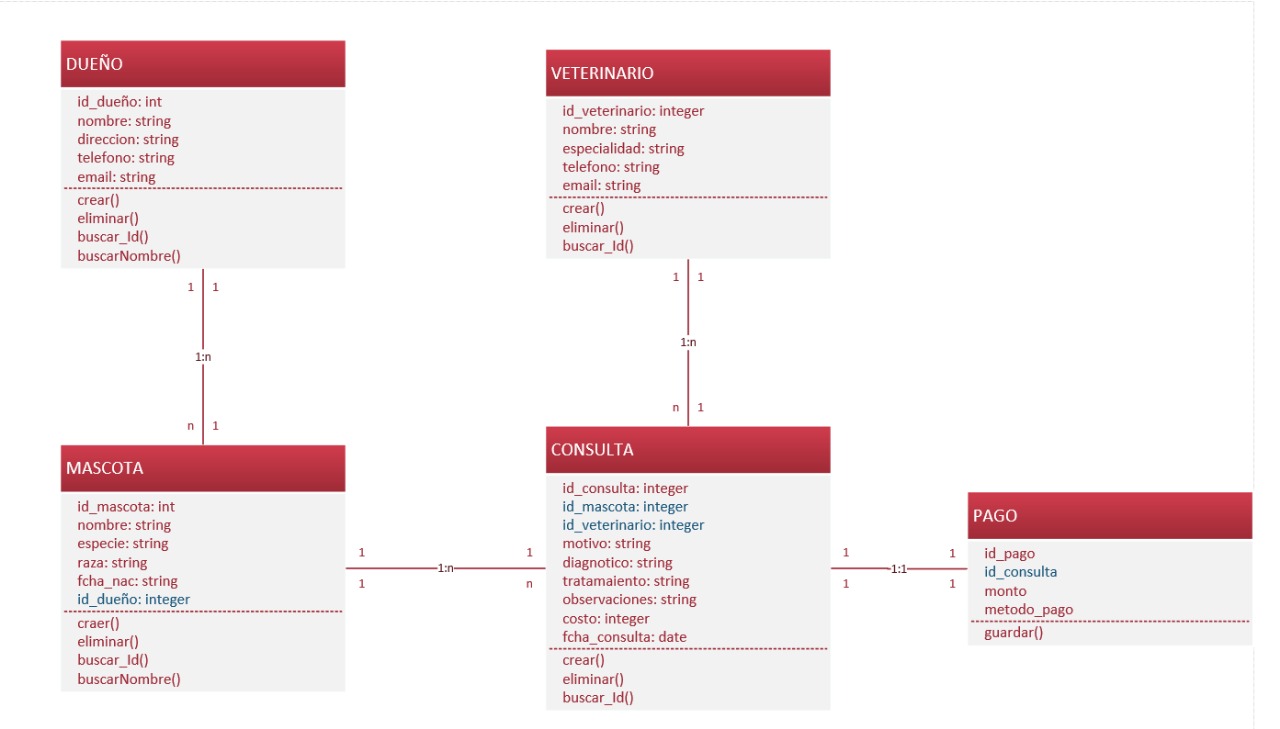 DUEÑO
id_dueño: int
nombre: string
direccion: string
telefono: string
email: string
crear()
eliminar()
buscar_Id()
buscarNombre()
1 1
1:n
n 1
VETERINARIO
id_veterinario: integer
nombre: string
especialidad: string
telefono: string
email: string
crear()
eliminar()
buscar_Id()
1 1
1:n
n 1
MASCOTA
id_mascota: int
nombre: string
especie: string
raza: string
fcha_nac: string
id_dueño: integer
craer()
eliminar()
buscar_Id()
buscarNombre()
1 1
1:n
1 n
CONSULTA
id_consulta: integer
id_mascota: integer
id_veterinario: integer
motivo: string
diagnotico: string
tratamaiento: string
observaciones: string
costo: integer
fcha_consulta: date
crear()
eliminar()
buscar_Id()
1 1
1:1
1 1
PAGO
id_pago
id_consulta
monto
metodo_pago
guardar()